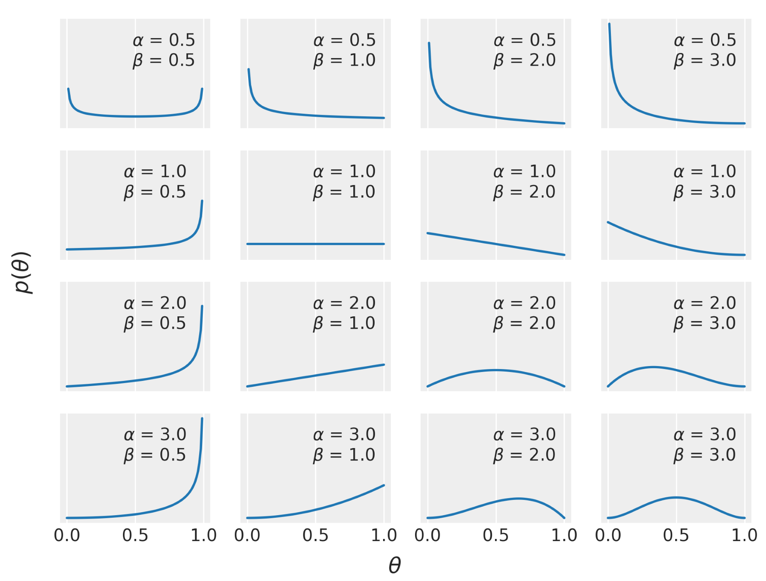 α = 0.5
β = 0.5
α = 0.5
β = 1.0
α = 0.5
β = 2.0
α = 0.5
β = 3.0
α = 1.0
β = 0.5
α = 1.0
β = 1.0
α = 1.0
β = 2.0
α = 1.0
β = 3.0
p(θ)
α = 2.0
β = 0.5
α = 2.0
β = 1.0
α = 2.0
β = 2.0
α = 2.0
β = 3.0
α = 3.0
β = 0.5
α = 3.0
β = 1.0
α = 3.0
β = 2.0
α = 3.0
β = 3.0
0.0 0.5 1.0 0.0 0.5 1.0 0.0 0.5 1.0 0.0 0.5 1.0
θ